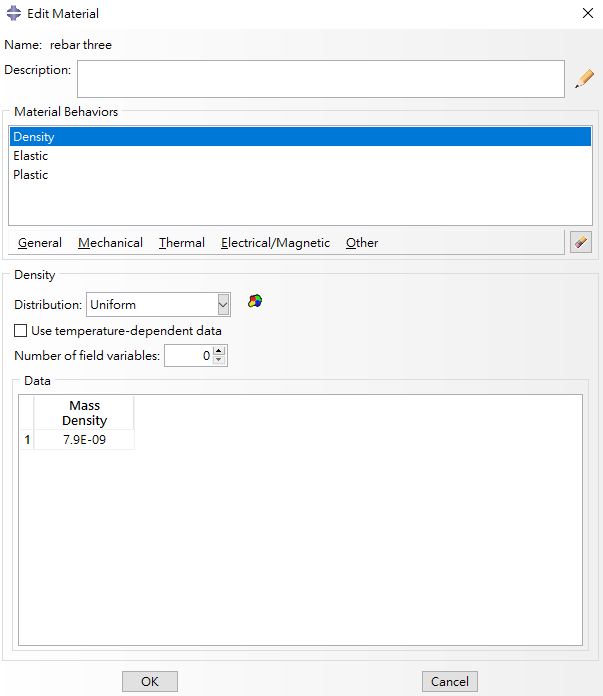 Edit Material
Name: rebar three
Description:
Material Behaviors
Density
Elastic
Plastic
General Mechanical Thermal Electrical/Magnetic Other
Density
Distribution: Uniform
Use temperature-dependent data
Number of field variables: 0
Data
Mass
Density
1 7.9E-09
OK Cancel